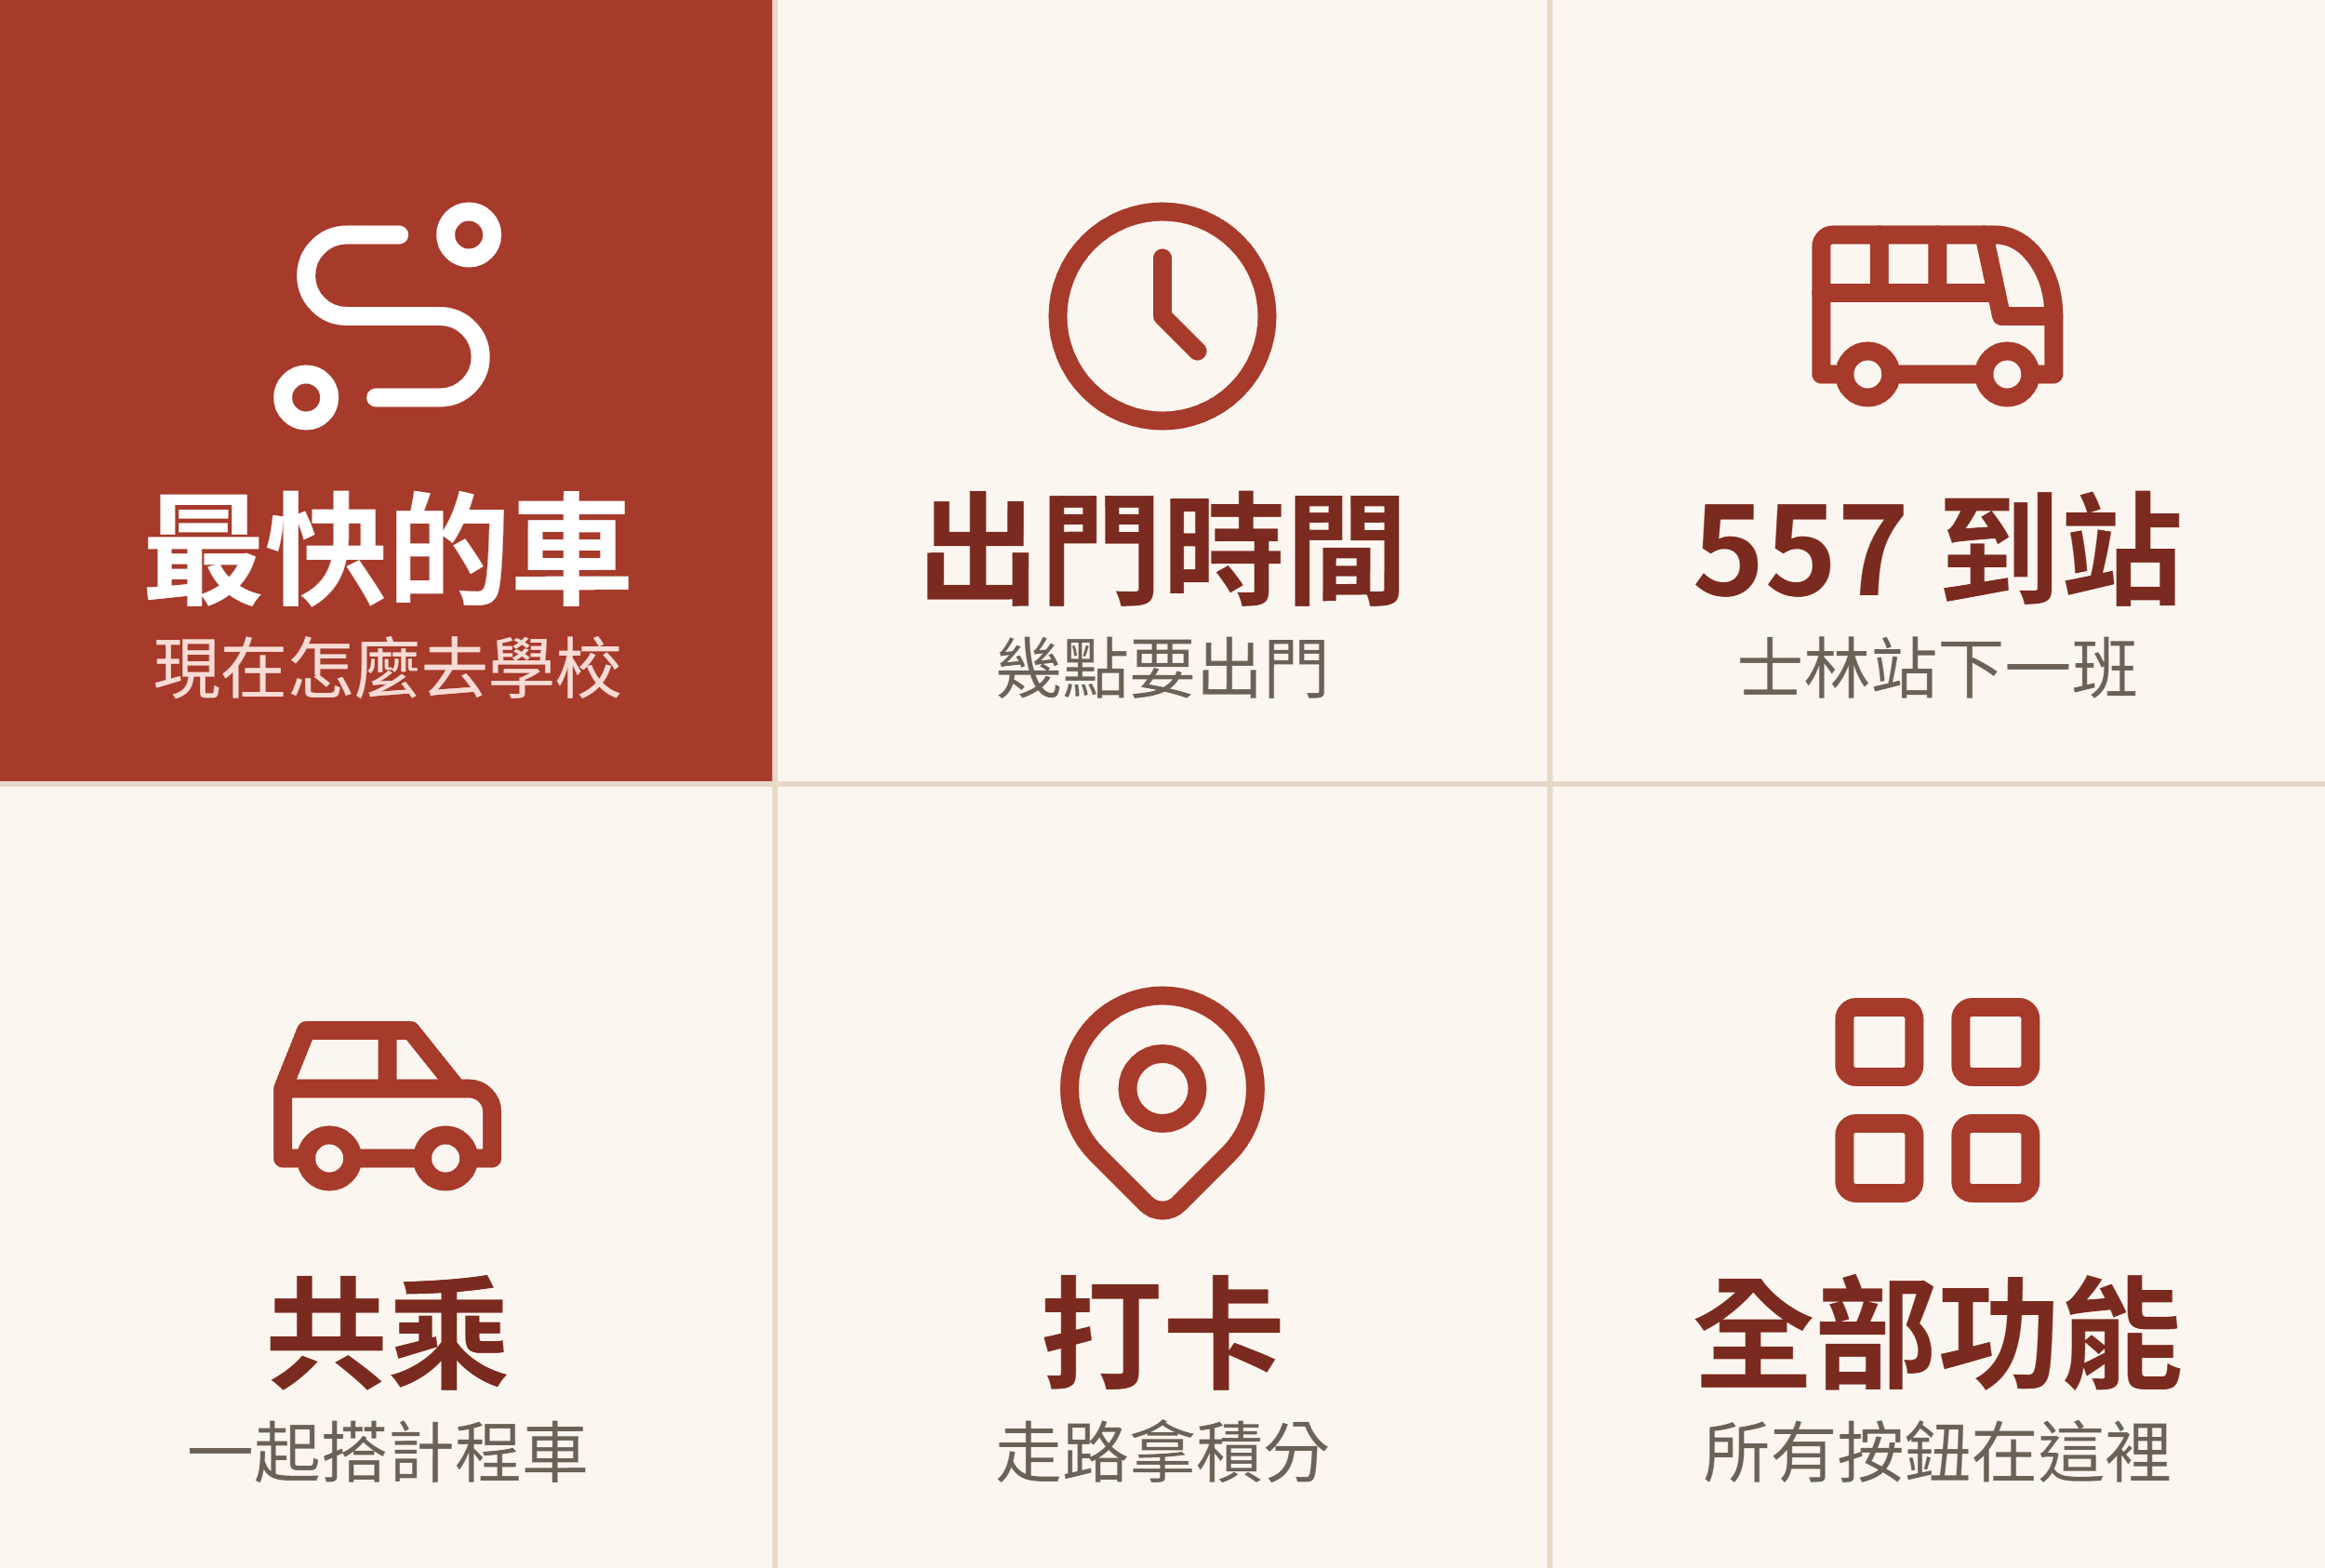 最快的車
現在怎麼去學校
出門時間
幾點要出門
557 到站
士林站下一班
共乘
一起搭計程車
打卡
走路拿積分
全部功能
所有按鈕在這裡